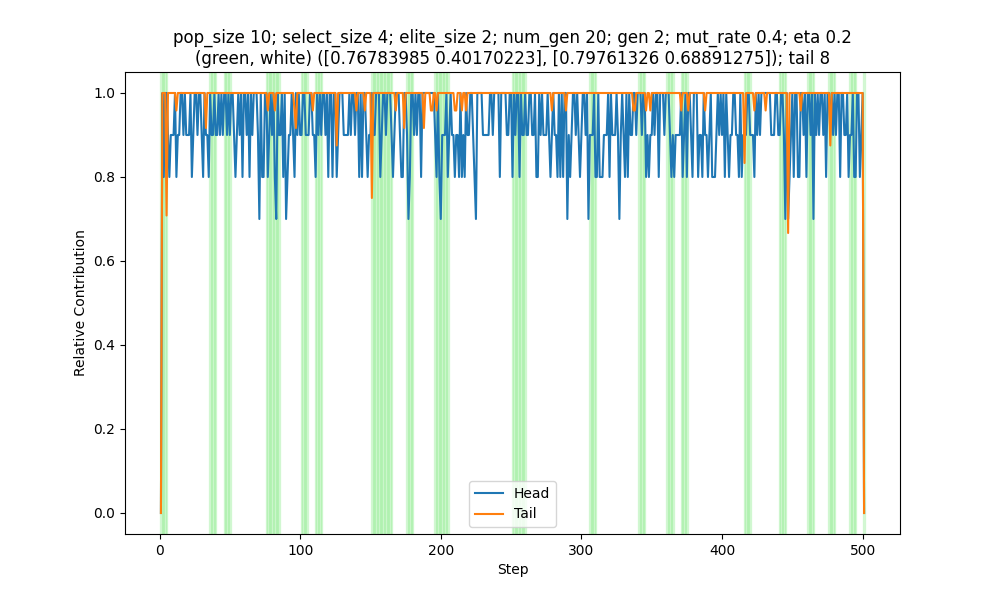 pop_size 10; select_size 4; elite_size 2; num_gen 20; gen 2; mut_rate 0.4; eta 0.2
(green, white) ([0.76783985 0.40170223], [0.79761326 0.68891275]); tail 8
1.0
0.8
0.6
0.4
0.2
0.0
Relative Contribution
Head
Tail
0 100 200 300 400 500
Step